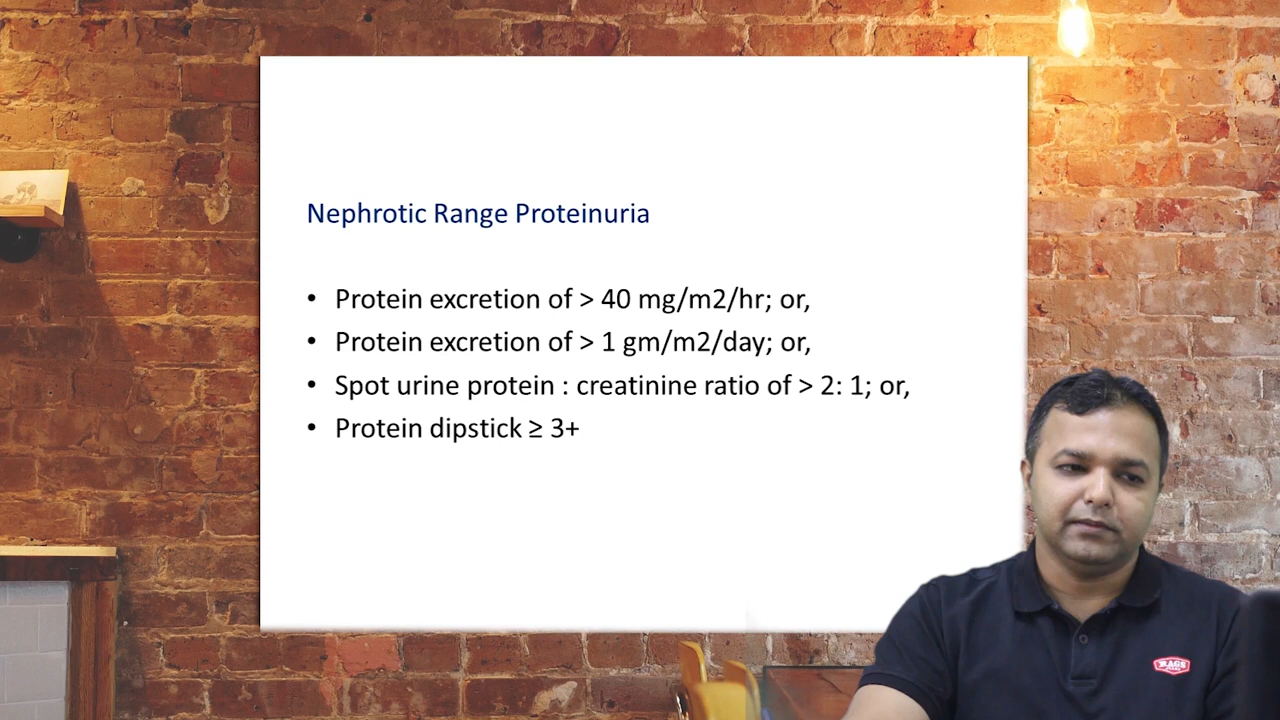 Nephrotic Range Proteinuria
• Protein excretion of > 40 mg/m2/hr; or,
• Protein excretion of > 1 gm/m2/day; or,
• Spot urine protein : creatinine ratio of > 2: 1; or,
• Protein dipstick ≥ 3+
RAGS